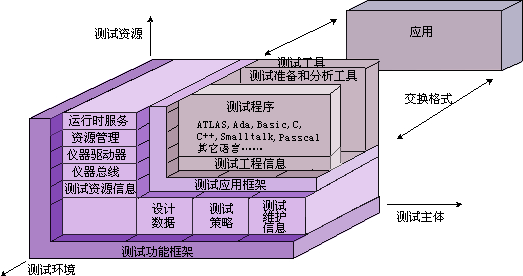 测试资源
应用
测试工具
测试准备和分析工具
交换格式
运行时服务
资源管理
仪器驱动器
仪器总线
测试资源信息
测试程序
ATLAS, Ada, Basic, C,
C++, Smalltalk, Passcal
其它语言……
测试工程信息
测试应用框架
设计
数据
测试
策略
测试
维护
信息
测试主体
测试功能框架
测试环境